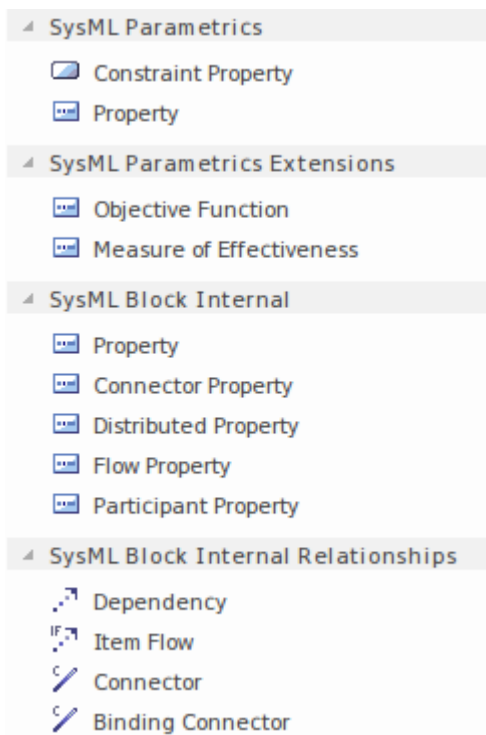 SysML Parametrics
Constraint Property
Property
SysML Parametrics Extensions
Objective Function
Measure of Effectiveness
SysML Block Internal
Property
Connector Property
Distributed Property
Flow Property
Participant Property
SysML Block Internal Relationships
Dependency
IF Item Flow
C Connector
C Binding Connector